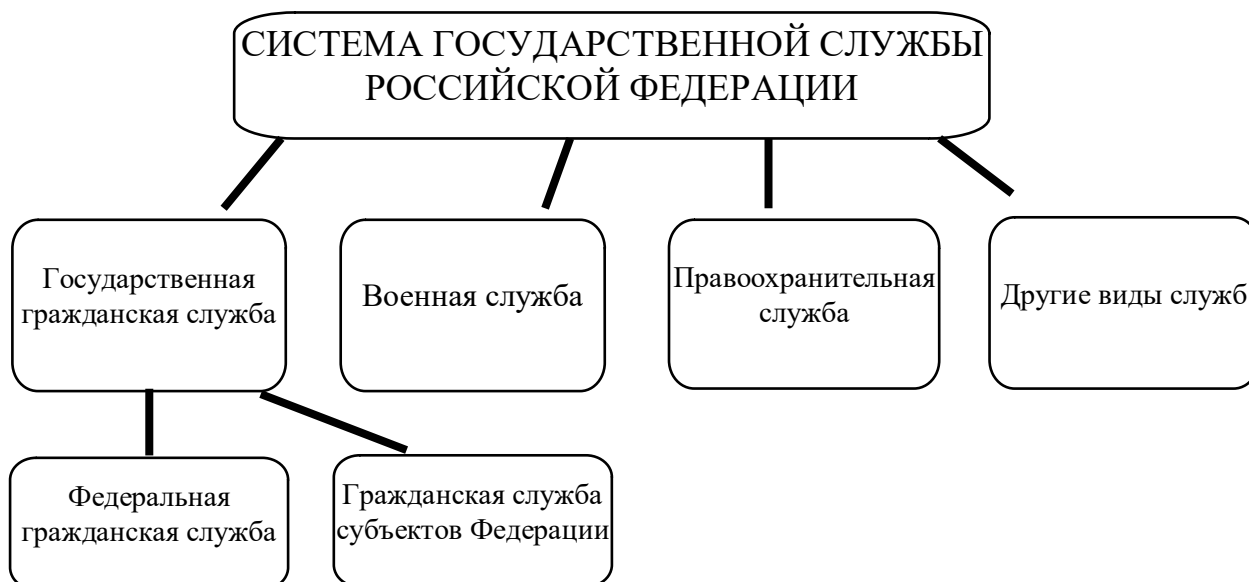 СИСТЕМА ГОСУДАРСТВЕННОЙ СЛУЖБЫ
РОССИЙСКОЙ ФЕДЕРАЦИИ
Государственная
гражданская служба
Военная служба
Правоохранительная
служба
Другие виды служб
Федеральная
гражданская служба
Гражданская служба
субъектов Федерации